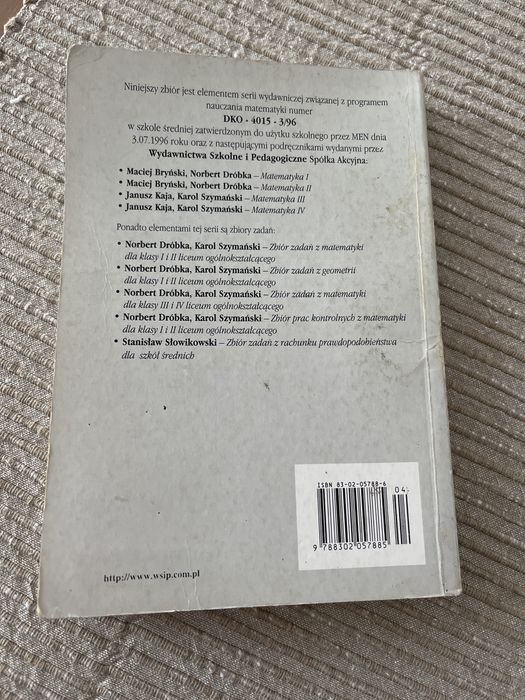 Niniejszy zbiór jest elementem serii wydawniczej związanej z programem
nauczania matematyki numer
DKO - 4015 - 3/96
w szkole średniej zatwierdzonym do użytku szkolnego przez MEN dnia
3.07.1996 roku oraz z następującymi podręcznikami wydanymi przez
Wydawnictwa Szkolne i Pedagogiczne Spółka Akcyjna:
• Maciej Bryński, Norbert Dróbka – Matematyka I
• Maciej Bryński, Norbert Dróbka – Matematyka II
• Janusz Kaja, Karol Szymański – Matematyka III
• Janusz Kaja, Karol Szymański – Matematyka IV
Ponadto elementami tej serii są zbiory zadań:
• Norbert Dróbka, Karol Szymański – Zbiór zadań z matematyki
dla klasy I i II liceum ogólnokształcącego
• Norbert Dróbka, Karol Szymański – Zbiór zadań z geometrii
dla klasy I i II liceum ogólnokształcącego
• Norbert Dróbka, Karol Szymański – Zbiór zadań z matematyki
dla klasy III i IV liceum ogólnokształcącego
• Norbert Dróbka, Karol Szymański – Zbiór prac kontrolnych z matematyki
dla klasy I i II liceum ogólnokształcącego
• Stanisław Słowikowski – Zbiór zadań z rachunku prawdopodobieństwa
dla szkół średnich
ISBN 83-02-05788-6
04
9 788302 057885
http://www.wsip.com.pl